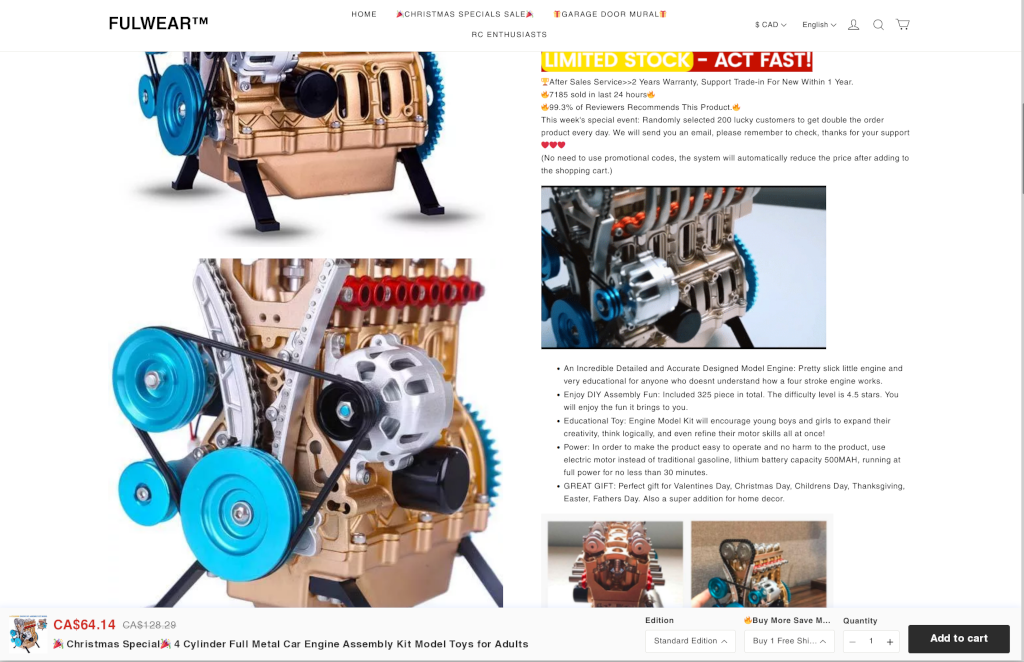 FULWEAR™
HOME 🎉CHRISTMAS SPECIALS SALE🎉 🎁GARAGE DOOR MURAL🎁
RC ENTHUSIASTS
$ CAD
English
LIMITED STOCK - ACT FAST!
🏆After Sales Service>>2 Years Warranty, Support Trade-in For New Within 1 Year.
🔥7185 sold in last 24 hours🔥
🔥99.3% of Reviewers Recommends This Product.🔥
This week's special event: Randomly selected 200 lucky customers to get double the order
product every day. We will send you an email, please remember to check, thanks for your support
❤❤❤
(No need to use promotional codes, the system will automatically reduce the price after adding to
the shopping cart.)
• An Incredible Detailed and Accurate Designed Model Engine: Pretty slick little engine and
very educational for anyone who doesnt understand how a four stroke engine works.
• Enjoy DIY Assembly Fun: Included 325 piece in total. The difficulty level is 4.5 stars. You
will enjoy the fun it brings to you.
• Educational Toy: Engine Model Kit will encourage young boys and girls to expand their
creativity, think logically, and even refine their motor skills all at once!
• Power: In order to make the product easy to operate and no harm to the product, use
electric motor instead of traditional gasoline, lithium battery capacity 500MAH, running at
full power for no less than 30 minutes.
• GREAT GIFT: Perfect gift for Valentines Day, Christmas Day, Childrens Day, Thanksgiving,
Easter, Fathers Day. Also a super addition for home decor.
CA$64.14 CA$128.29
🎉Christmas Special🎉 4 Cylinder Full Metal Car Engine Assembly Kit Model Toys for Adults
Edition
Standard Edition
🔥Buy More Save M...
Buy 1 Free Shi...
Quantity
− 1 +
Add to cart